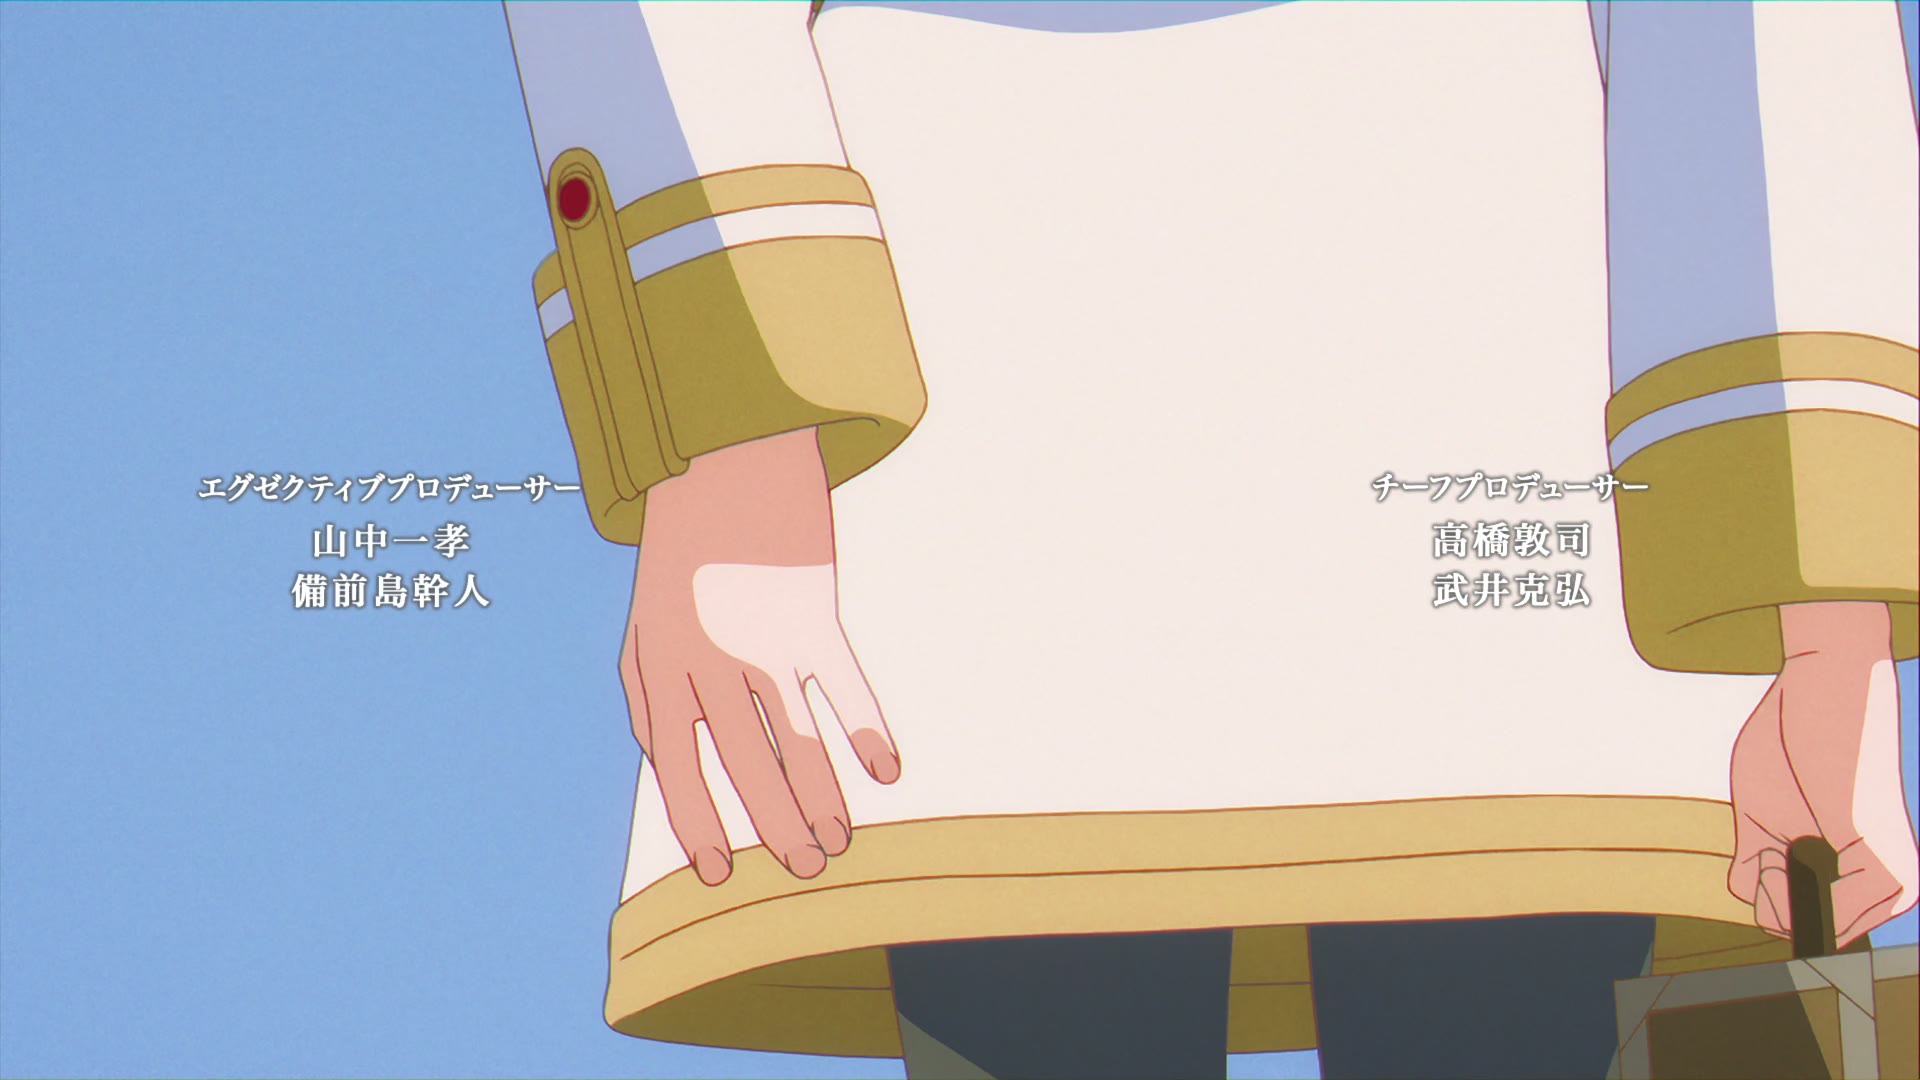 エグゼクティブプロデューサー
山中一孝
備前島幹人
チーフプロデューサー
高橋敦司
武井克弘